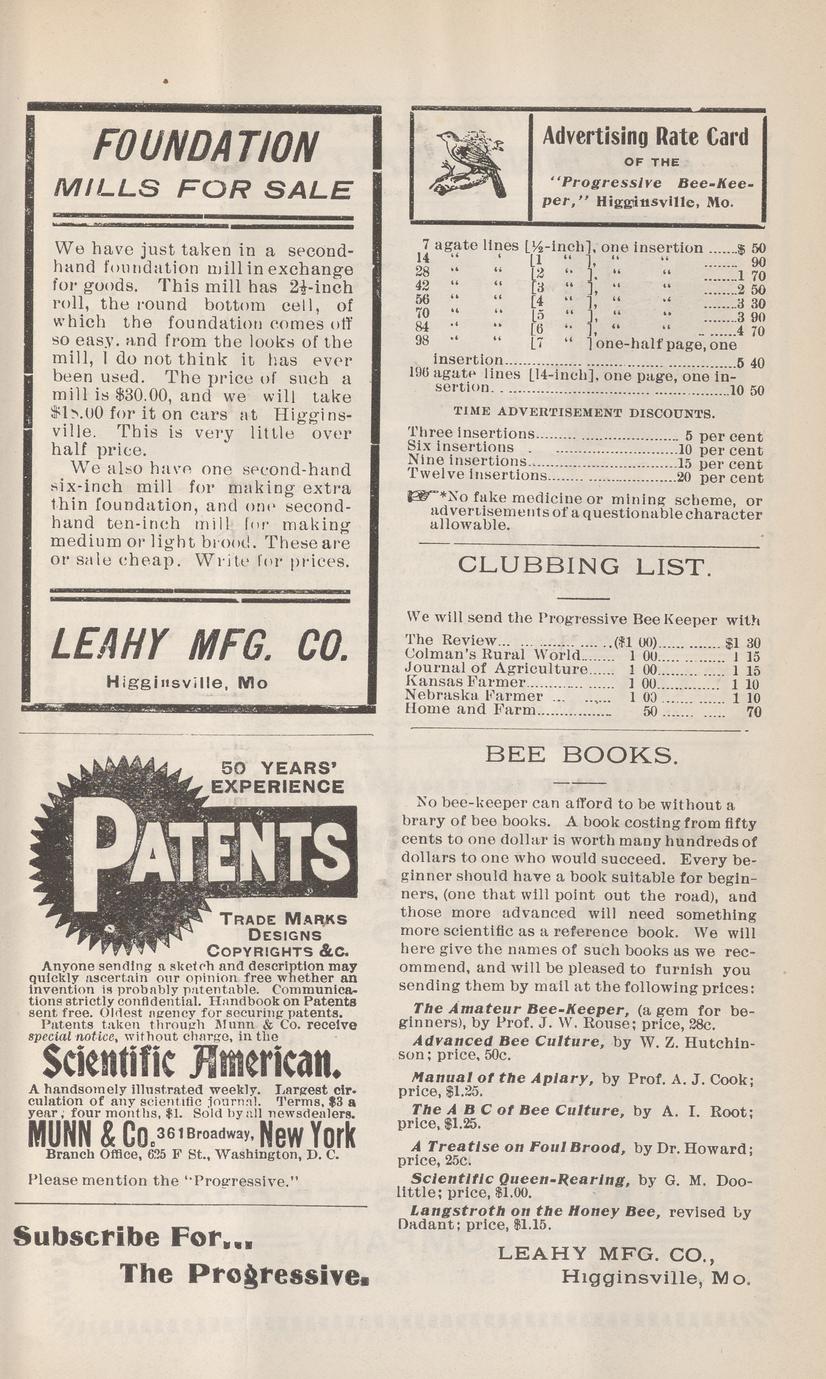 FOUNDATION
MILLS FOR SALE
We have just taken in a second-
hand foundation mill in exchange
for goods. This mill has 2½-inch
roll, the round bottom cell, of
which the foundation comes off
so easy. and from the looks of the
mill, I do not think it has ever
been used. The price of such a
mill is $30.00, and we will take
for it on cars at Higgins-
ville. This is very little over
half price.
We also have one second-hand
six-inch mill for making extra
thin foundation, and one second-
hand ten-inch mill for making
medium or light brood. These are
or sale cheap. Write for prices.
LEAHY MFG. CO.
Higginsville, Mo
50 YEARS'
EXPERIENCE
PATENTS
TRADE MARKS
DESIGNS
COPYRIGHTS &C.
Anyone sending a sketch and description may
quickly ascertain our opinion free whether an
invention is probably patentable. Communica-
tions strictly confidential. Handbook on Patents
sent free. Oldest agency for securing patents.
Patents taken through Munn & Co. receive
special notice, without charge, in the
Scientific American.
A handsomely illustrated weekly. Largest cir-
culation of any scientific journal. Terms, $3 a
year; four months, $1. Sold by all newsdealers.
MUNN & Co. 361 Broadway, New York
Branch Office, 625 F St., Washington, D. C.
Please mention the "Progressive."
Subscribe For...
The Progressive.
Advertising Rate Card
OF THE
"Progressive Bee-Kee-
per," Higginsville, Mo.
7 agate lines [½-inch], one insertion ......$ 50
14 " ' [1 " ], " " ....... 90
28 " " [2 " ]. " " .......1 70
42 " " [3 " ], " " .......2 50
56 " " [4 " ], " " .......3 30
70 " " [5 " ], " " .......3 90
84 " " [6 " ], " " .. ......4 70
98 " " [7 " ] one-half page, one
insertion..........................................5 40
196 agate lines [14-inch], one page, one in-
sertion. .. ........................................10 50
TIME ADVERTISEMENT DISCOUNTS.
Three insertions........ .................... 5 per cent
Six insertions . .........................10 per cent
Nine insertions..............................15 per cent
Twelve insertions..........................20 per cent
☞*No fake medicine or mining scheme, or
advertisements of a questionable character
allowable.
CLUBBING LIST.
We will send the Progressive Bee Keeper with
The Review... .................. ..($1 00)............. $1 30
Colman's Rural World........ 1 00............... 1 15
Journal of Agriculture....... 1 00............... 1 15
Kansas Farmer................... 1 00............... 1 10
Nebraska Farmer ... ...... 1 00............... 1 10
Home and Farm................ 50 ....... ..... 70
BEE BOOKS.
No bee-keeper can afford to be without a
brary of bee books. A book costing from fifty
cents to one dollar is worth many hundreds of
dollars to one who would succeed. Every be-
ginner should have a book suitable for begin-
ners, (one that will point out the road), and
those more advanced will need something
more scientific as a reference book. We will
here give the names of such books as we rec-
ommend, and will be pleased to furnish you
sending them by mail at the following prices:
The Amateur Bee-Keeper, (a gem for be-
ginners), by Prof. J. W. Rouse; price, 28c.
Advanced Bee Culture, by W. Z. Hutchin-
son; price, 50c.
Manual of the Apiary, by Prof. A. J. Cook;
price, $1.25.
The A B C of Bee Culture, by A. I. Root;
price, $1.25.
A Treatise on Foul Brood, by Dr. Howard;
price, 25c.
Scientific Queen-Rearing, by G. M. Doo-
little; price, $1.00.
Langstroth on the Honey Bee, revised by
Dadant; price, $1.15.
LEAHY MFG. CO.,
Higginsville, Mo.